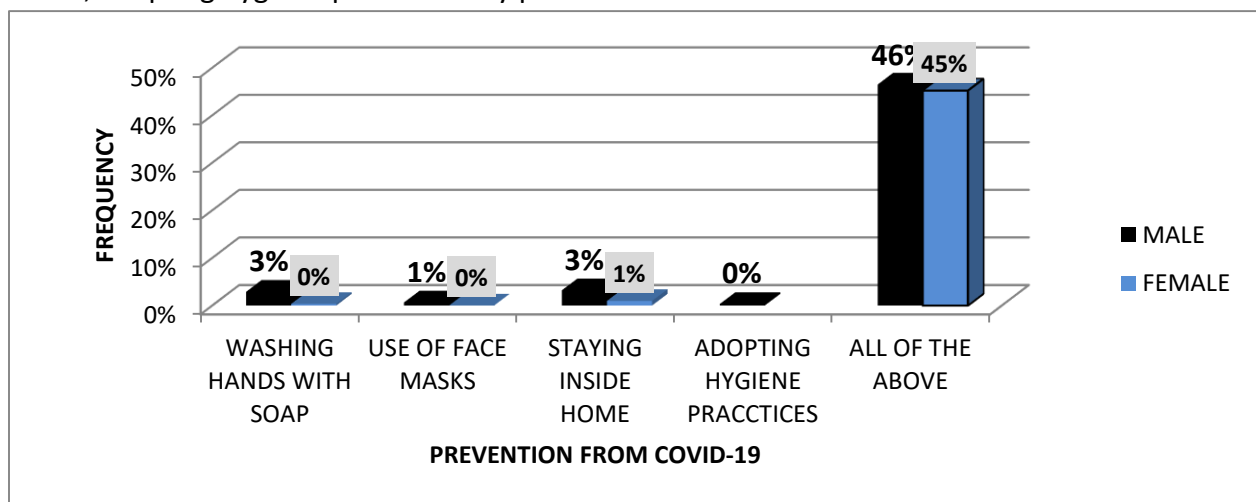 50%
40%
30%
20%
10%
0%
FREQUENCY
3%
0%
1%
0%
3%
1%
0%
46%
45%
WASHING
HANDS WITH
SOAP
USE OF FACE
MASKS
STAYING
INSIDE
HOME
ADOPTING
HYGIENE
PRACCTICES
ALL OF THE
ABOVE
PREVENTION FROM COVID-19
MALE
FEMALE